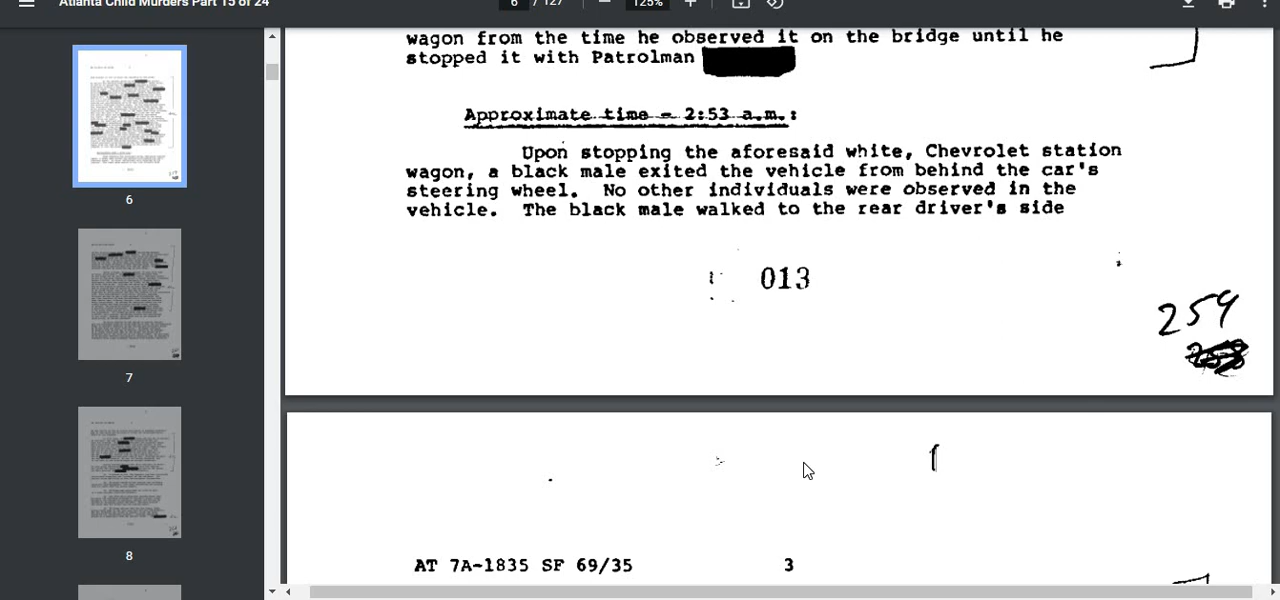 Atlanta Child Murders Part 15 of 24
6 / 127
125%
6
7
8
wagon from the time he observed it on the bridge until he
stopped it with Patrolman
Approximate time - 2:53 a.m.:
Upon stopping the aforesaid white, Chevrolet station
wagon, a black male exited the vehicle from behind the car's
steering wheel. No other individuals were observed in the
vehicle. The black male walked to the rear driver's side
013
259
AT 7A-1835 SF 69/35
3